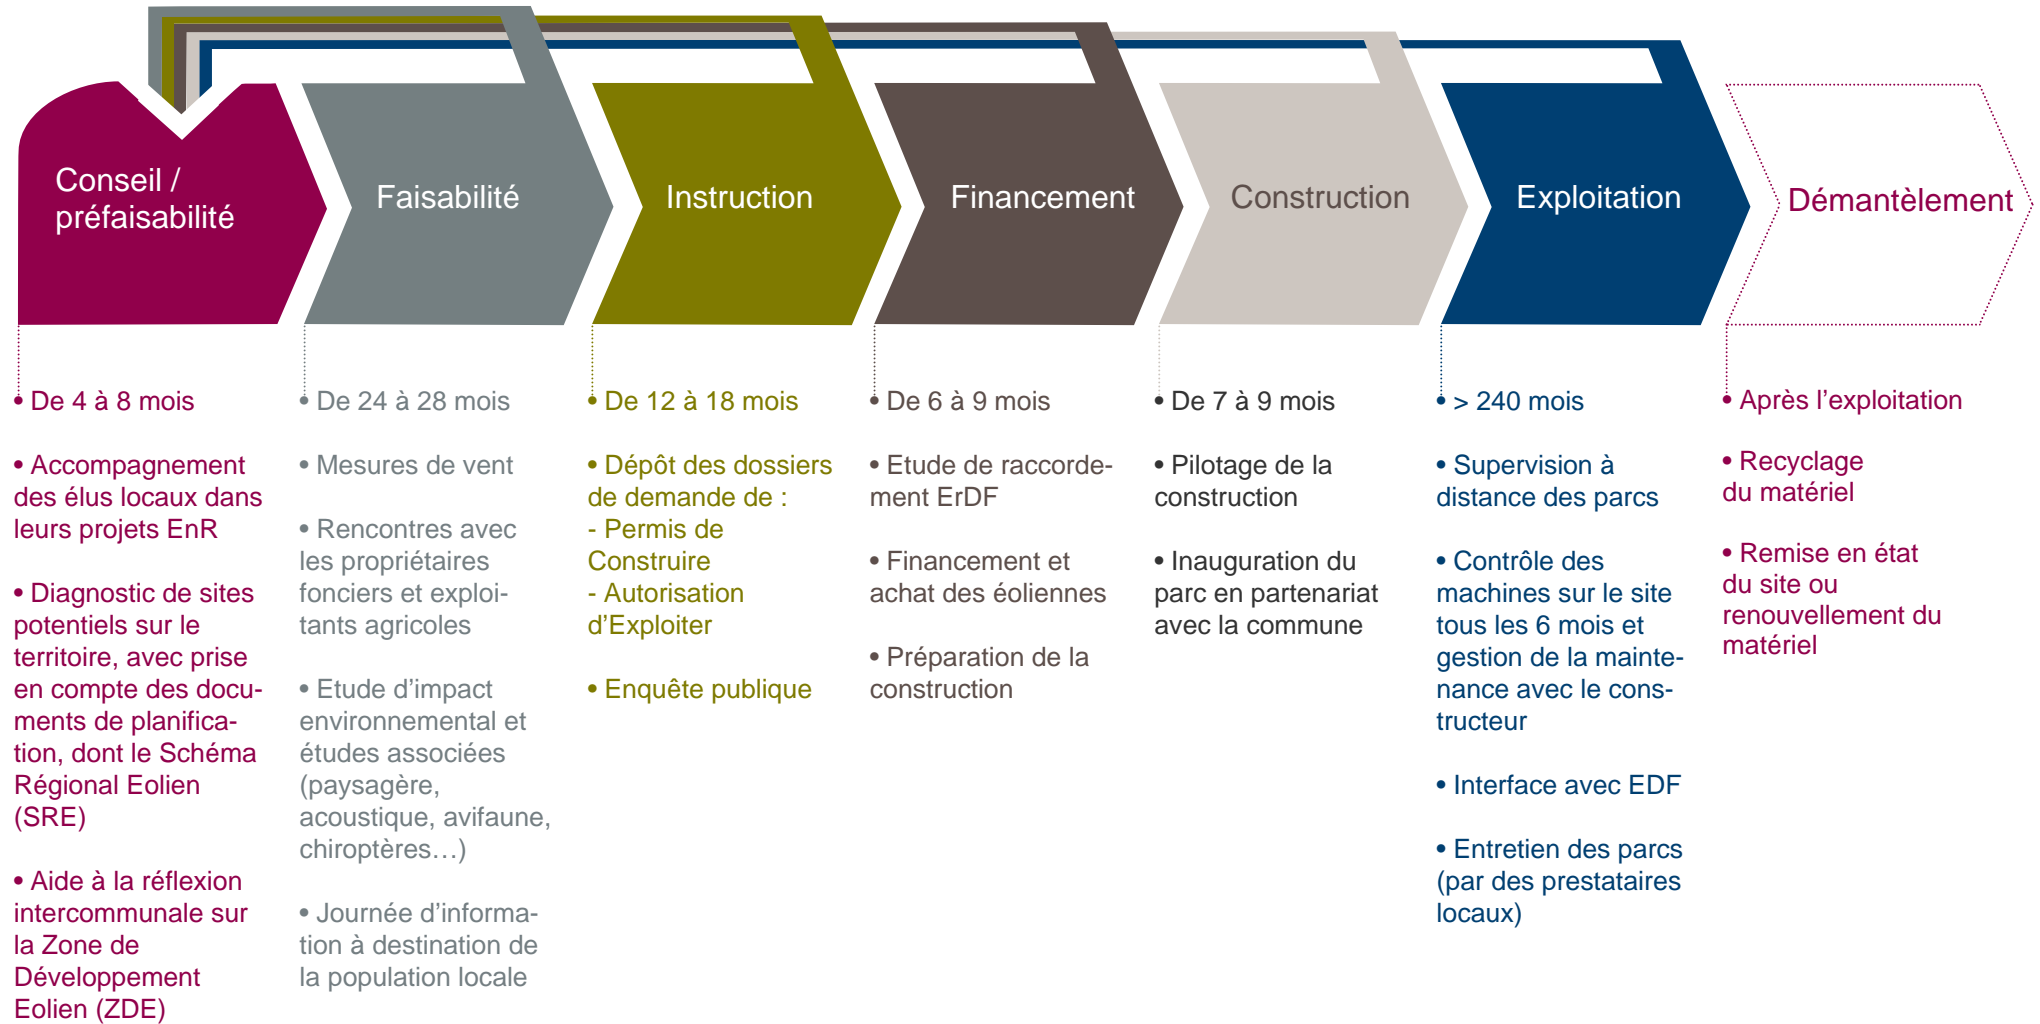 Conseil /
préfaisabilité
Faisabilité
Instruction
Financement
Construction
Exploitation
Démantèlement
• De 4 à 8 mois
• Accompagnement
des élus locaux dans
leurs projets EnR
• Diagnostic de sites
potentiels sur le
territoire, avec prise
en compte des docu-
ments de planifica-
tion, dont le Schéma
Régional Eolien
(SRE)
• Aide à la réflexion
intercommunale sur
la Zone de
Développement
Eolien (ZDE)
• De 24 à 28 mois
• Mesures de vent
• Rencontres avec
les propriétaires
fonciers et exploi-
tants agricoles
• Etude d’impact
environnemental et
études associées
(paysagère,
acoustique, avifaune,
chiroptères…)
• Journée d’informa-
tion à destination de
la population locale
• De 12 à 18 mois
• Dépôt des dossiers
de demande de :
- Permis de
Construire
- Autorisation
d’Exploiter
• Enquête publique
• De 6 à 9 mois
• Etude de raccorde-
ment ErDF
• Financement et
achat des éoliennes
• Préparation de la
construction
• De 7 à 9 mois
• Pilotage de la
construction
• Inauguration du
parc en partenariat
avec la commune
• > 240 mois
• Supervision à
distance des parcs
• Contrôle des
machines sur le site
tous les 6 mois et
gestion de la mainte-
nance avec le cons-
tructeur
• Interface avec EDF
• Entretien des parcs
(par des prestataires
locaux)
• Après l’exploitation
• Recyclage
du matériel
• Remise en état
du site ou
renouvellement du
matériel